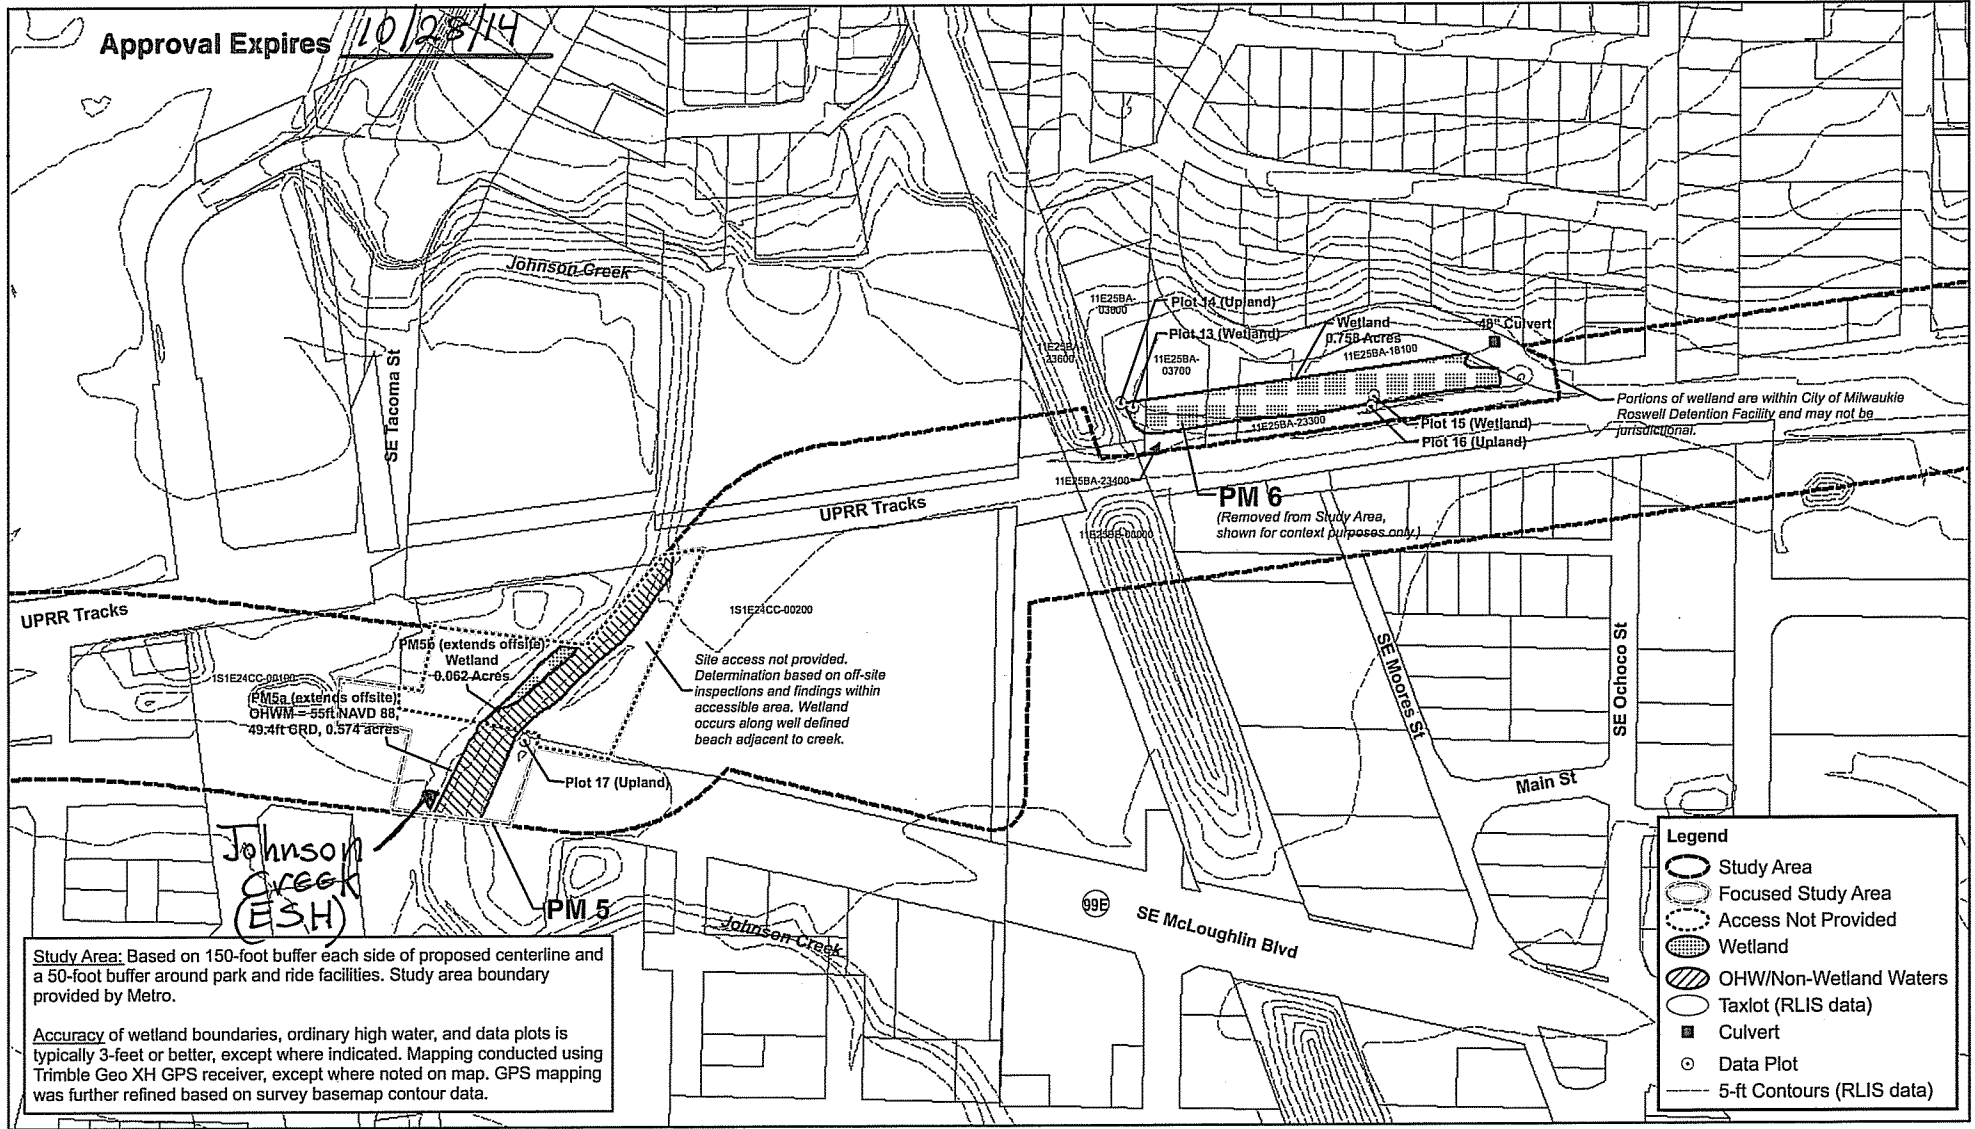 Approval Expires 10/28/14
Johnson Creek
SE Tacoma St
11E25BA-
03800
Plot 14 (Upland)
Plot 13 (Wetland)
11E25BA-
23600
11E25BA-
03700
Wetland
0.758 Acres
11E25BA-18100
48" Culvert
Portions of wetland are within City of Milwaukie
Roswell Detention Facility and may not be
jurisdictional.
11E25BA-23300
Plot 15 (Wetland)
Plot 16 (Upland)
11E25BA-23400
PM 6
(Removed from Study Area,
shown for context purposes only.)
UPRR Tracks
UPRR Tracks
1S1E24CC-00200
PM5b (extends offsite)
Wetland
0.062 Acres
1S1E24CC-00100
PM5a (extends offsite)
OHWM = 55ft NAVD 88,
49.4ft CRD, 0.574 acres
Site access not provided.
Determination based on off-site
inspections and findings within
accessible area. Wetland
occurs along well defined
beach adjacent to creek.
Plot 17 (Upland)
SE Moores St
SE Ochoco St
Main St
Johnson
Creek
(ESH)
PM 5
Johnson Creek
99E
SE McLoughlin Blvd
Study Area: Based on 150-foot buffer each side of proposed centerline and
a 50-foot buffer around park and ride facilities. Study area boundary
provided by Metro.
Accuracy of wetland boundaries, ordinary high water, and data plots is
typically 3-feet or better, except where indicated. Mapping conducted using
Trimble Geo XH GPS receiver, except where noted on map. GPS mapping
was further refined based on survey basemap contour data.
Legend
Study Area
Focused Study Area
Access Not Provided
Wetland
OHW/Non-Wetland Waters
Taxlot (RLIS data)
Culvert
Data Plot
5-ft Contours (RLIS data)